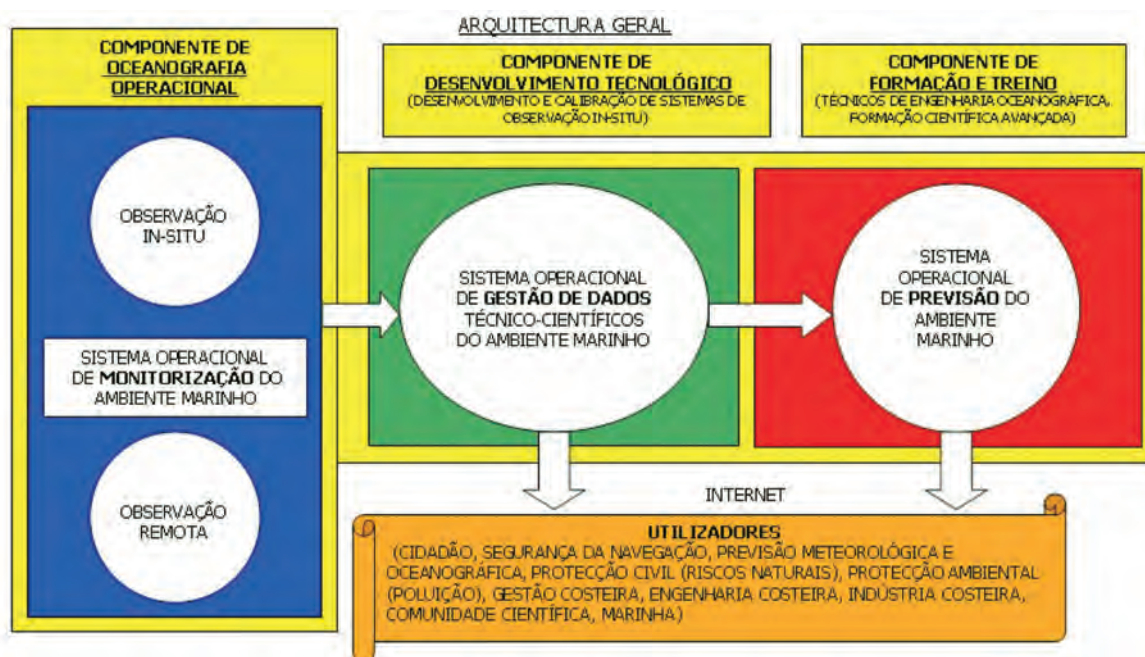 ARQUITECTURA GERAL
COMPONENTE DE
OCEANOGRAFIA
OPERACIONAL
COMPONENTE DE
DESENVOLVIMENTO TECNOLÓGICO
(DESENVOLVIMENTO E CALIBRAÇÃO DE SISTEMAS DE
OBSERVAÇÃO IN-SITU)
COMPONENTE DE
FORMAÇÃO E TREINO
(TÉCNICOS DE ENGENHARIA OCEANOGRÁFICA,
FORMAÇÃO CIENTÍFICA AVANÇADA)
OBSERVAÇÃO
IN-SITU
SISTEMA OPERACIONAL
DE MONITORIZAÇÃO DO
AMBIENTE MARINHO
OBSERVAÇÃO
REMOTA
SISTEMA OPERACIONAL
DE GESTÃO DE DADOS
TÉCNICO-CIENTÍFICOS
DO AMBIENTE MARINHO
SISTEMA
OPERACIONAL
DE PREVISÃO DO
AMBIENTE
MARINHO
INTERNET
UTILIZADORES
(CIDADÃO, SEGURANÇA DA NAVEGAÇÃO, PREVISÃO METEOROLÓGICA E
OCEANOGRÁFICA, PROTECÇÃO CIVIL (RISCOS NATURAIS), PROTECÇÃO AMBIENTAL
(POLUIÇÃO), GESTÃO COSTEIRA, ENGENHARIA COSTEIRA, INDÚSTRIA COSTEIRA,
COMUNIDADE CIENTÍFICA, MARINHA)